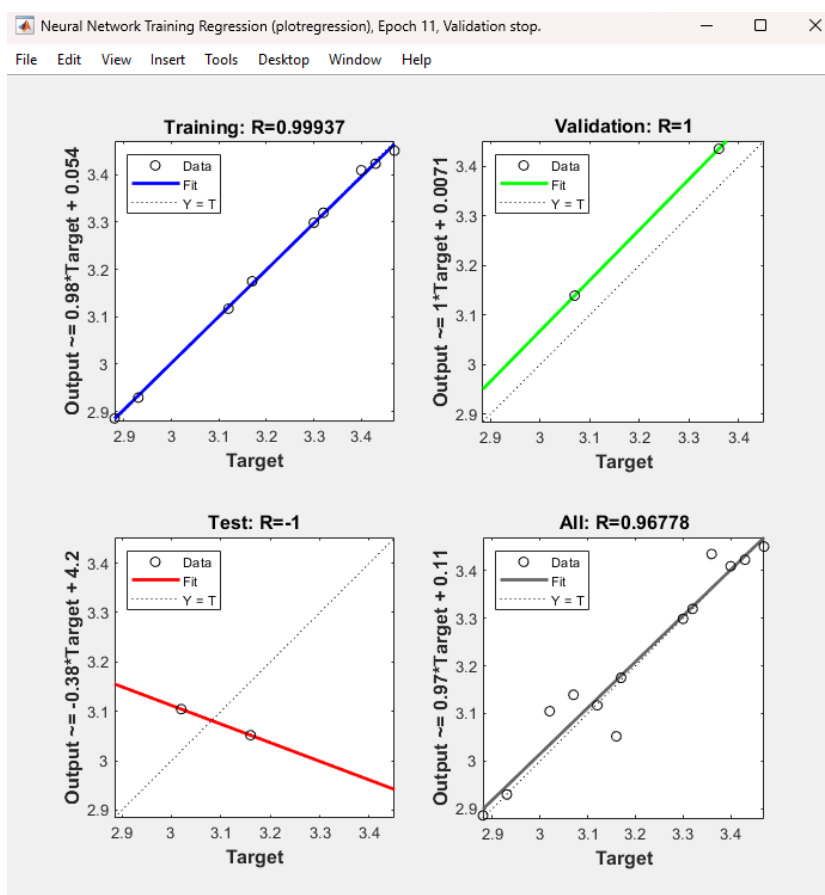 Neural Network Training Regression (plotregression), Epoch 11, Validation stop.
File Edit View Insert Tools Desktop Window Help
Training: R=0.99937
Output ~= 0.98*Target + 0.054
Data
Fit
Y = T
3.4
3.3
3.2
3.1
3
2.9
2.9 3 3.1 3.2 3.3 3.4
Target
Validation: R=1
Output ~= 1*Target + 0.0071
Data
Fit
Y = T
3.4
3.3
3.2
3.1
3
2.9
2.9 3 3.1 3.2 3.3 3.4
Target
Test: R=-1
Output ~= -0.38*Target + 4.2
Data
Fit
Y = T
3.4
3.3
3.2
3.1
3
2.9
2.9 3 3.1 3.2 3.3 3.4
Target
All: R=0.96778
Output ~= 0.97*Target + 0.11
Data
Fit
Y = T
3.4
3.3
3.2
3.1
3
2.9
2.9 3 3.1 3.2 3.3 3.4
Target